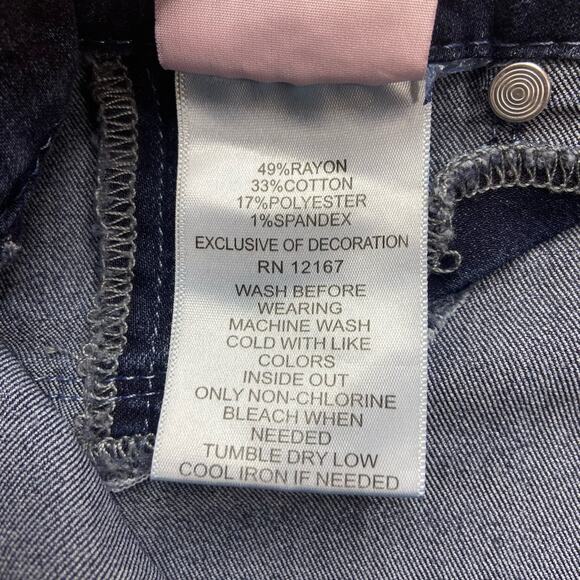 49%RAYON
33%COTTON
17%POLYESTER
1%SPANDEX
EXCLUSIVE OF DECORATION
RN 12167
WASH BEFORE
WEARING
MACHINE WASH
COLD WITH LIKE
COLORS
INSIDE OUT
ONLY NON-CHLORINE
BLEACH WHEN
NEEDED
TUMBLE DRY LOW
COOL IRON IF NEEDED